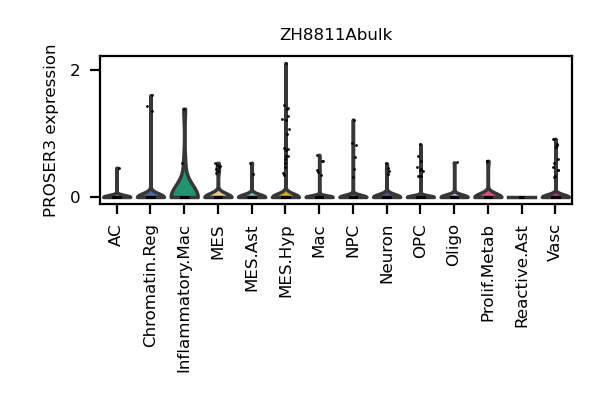 ZH8811Abulk
PROSER3 expression
2
0
AC
Chromatin.Reg
Inflammatory.Mac
MES
MES.Ast
MES.Hyp
Mac
NPC
Neuron
OPC
Oligo
Prolif.Metab
Reactive.Ast
Vasc